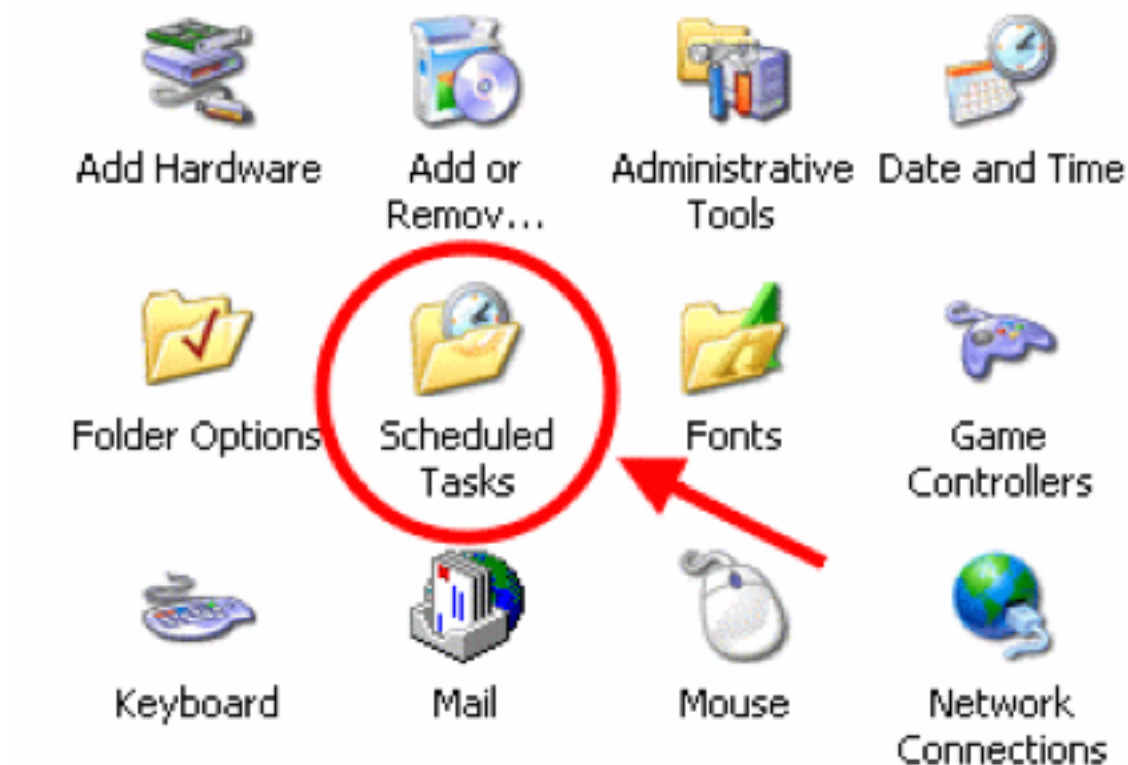 Add Hardware
Add or
Remov...
Administrative
Tools
Date and Time
Folder Options
Scheduled
Tasks
Fonts
Game
Controllers
Keyboard
Mail
Mouse
Network
Connections